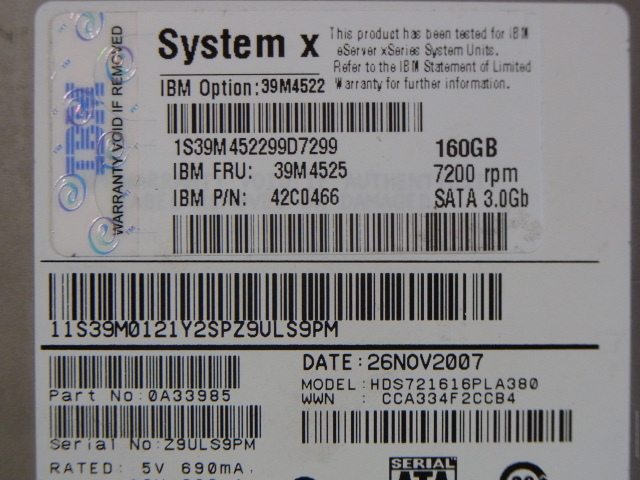 WARRANTY VOID IF REMOVED
IBM
System x
This product has been tested for IBM
eServer xSeries System Units.
Refer to the IBM Statement of Limited
Warranty for further information.
IBM Option: 39M4522
1S39M452299D7299
160GB
IBM FRU: 39M4525
7200 rpm
IBM P/N: 42C0466
SATA 3.0Gb
11S39M0121Y2SPZ9ULS9PM
DATE: 26NOV2007
MODEL: HDS721616PLA380
Part No: 0A33985
WWN : CCA334F2CCB4
Serial No: Z9ULS9PM
RATED: 5V 690mA,
SERIAL
ATA